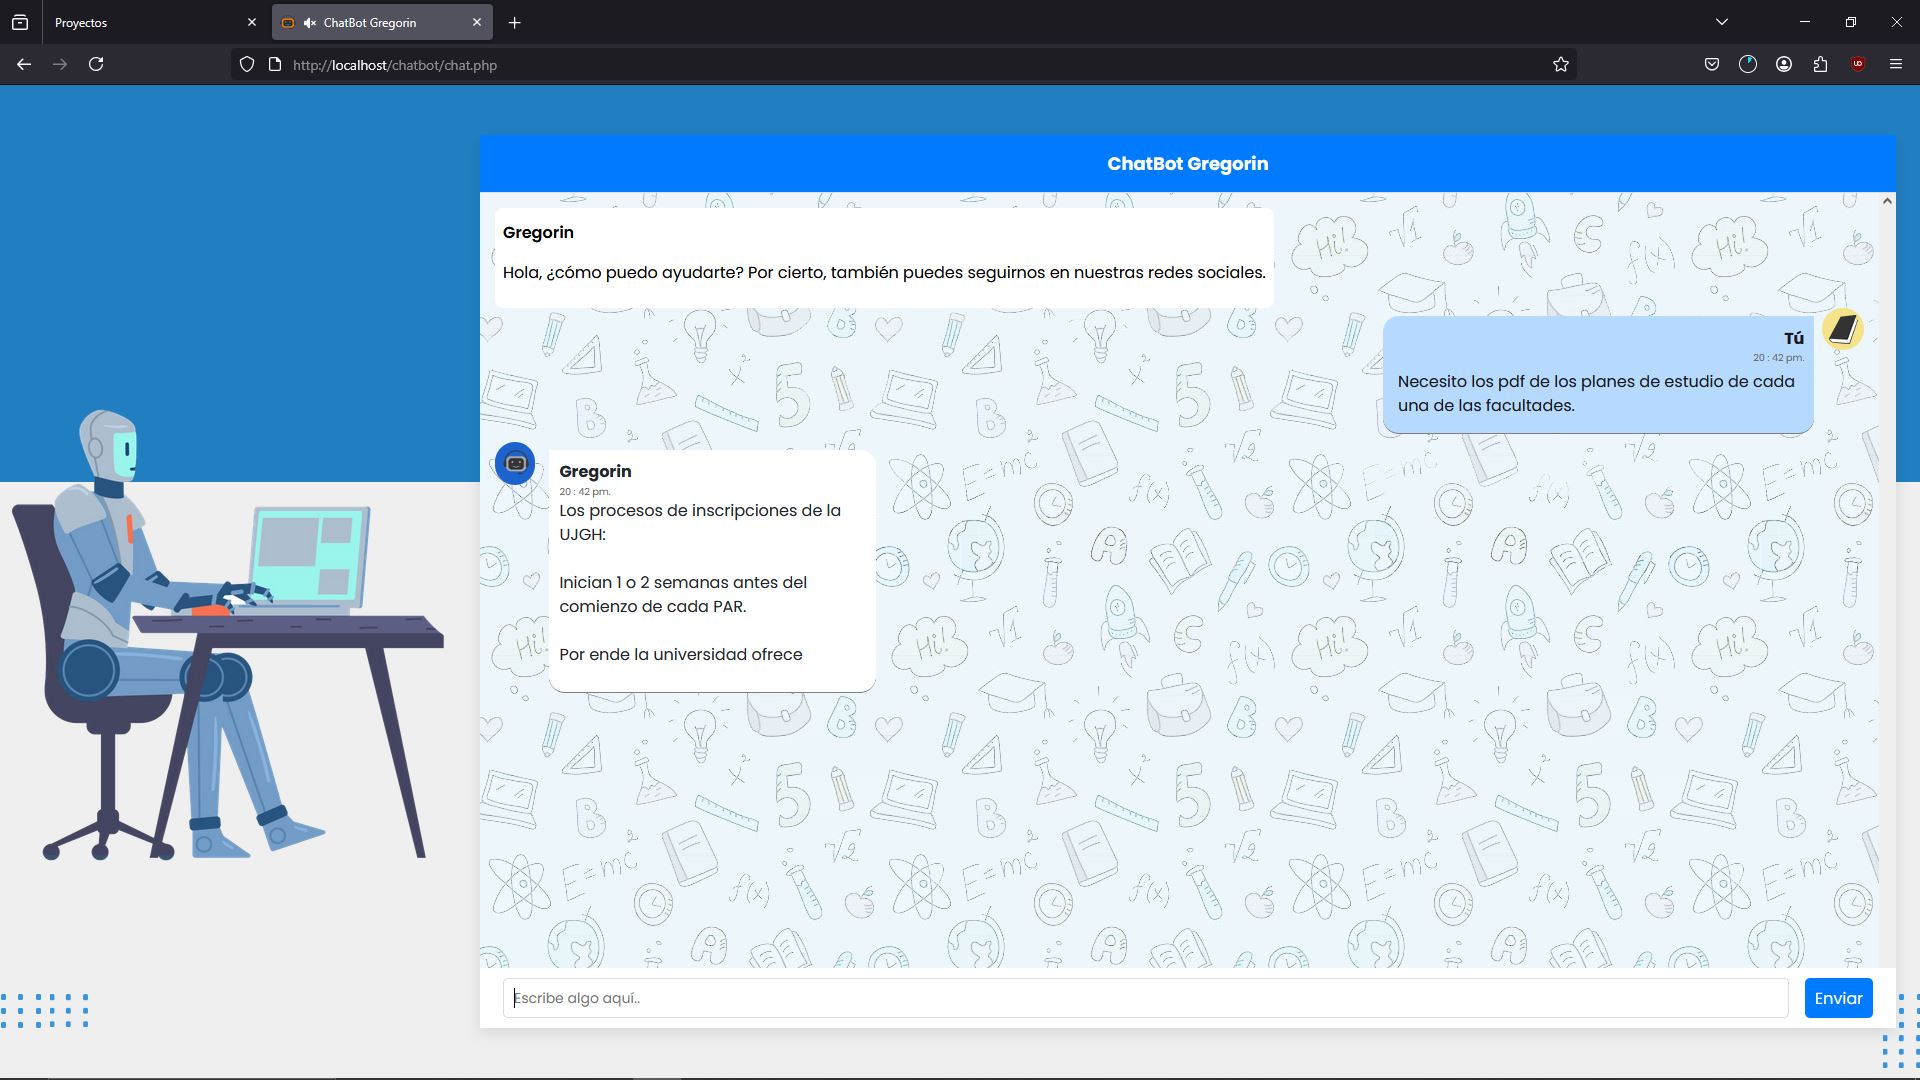 Proyectos
ChatBot Gregorin
http://localhost/chatbot/chat.php
ChatBot Gregorin
Gregorin
Hola, ¿cómo puedo ayudarte? Por cierto, también puedes seguirnos en nuestras redes sociales.
Tú
20 : 42 pm.
Necesito los pdf de los planes de estudio de cada
una de las facultades.
Gregorin
20 : 42 pm.
Los procesos de inscripciones de la
UJGH:
Inician 1 o 2 semanas antes del
comienzo de cada PAR.
Por ende la universidad ofrece
Escribe algo aquí..
Enviar